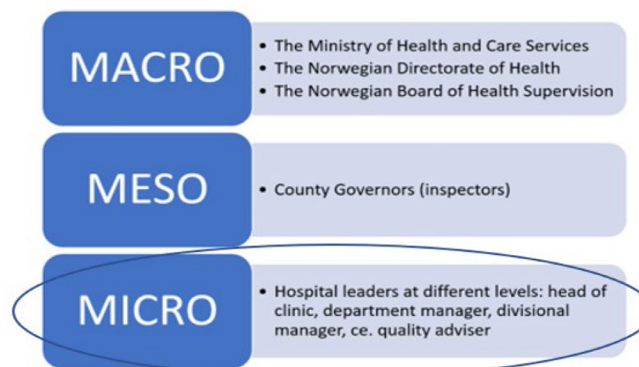 MACRO
• The Ministry of Health and Care Services
• The Norwegian Directorate of Health
• The Norwegian Board of Health Supervision
MESO
• County Governors (inspectors)
MICRO
• Hospital leaders at different levels: head of
clinic, department manager, divisional
manager, ce. quality adviser